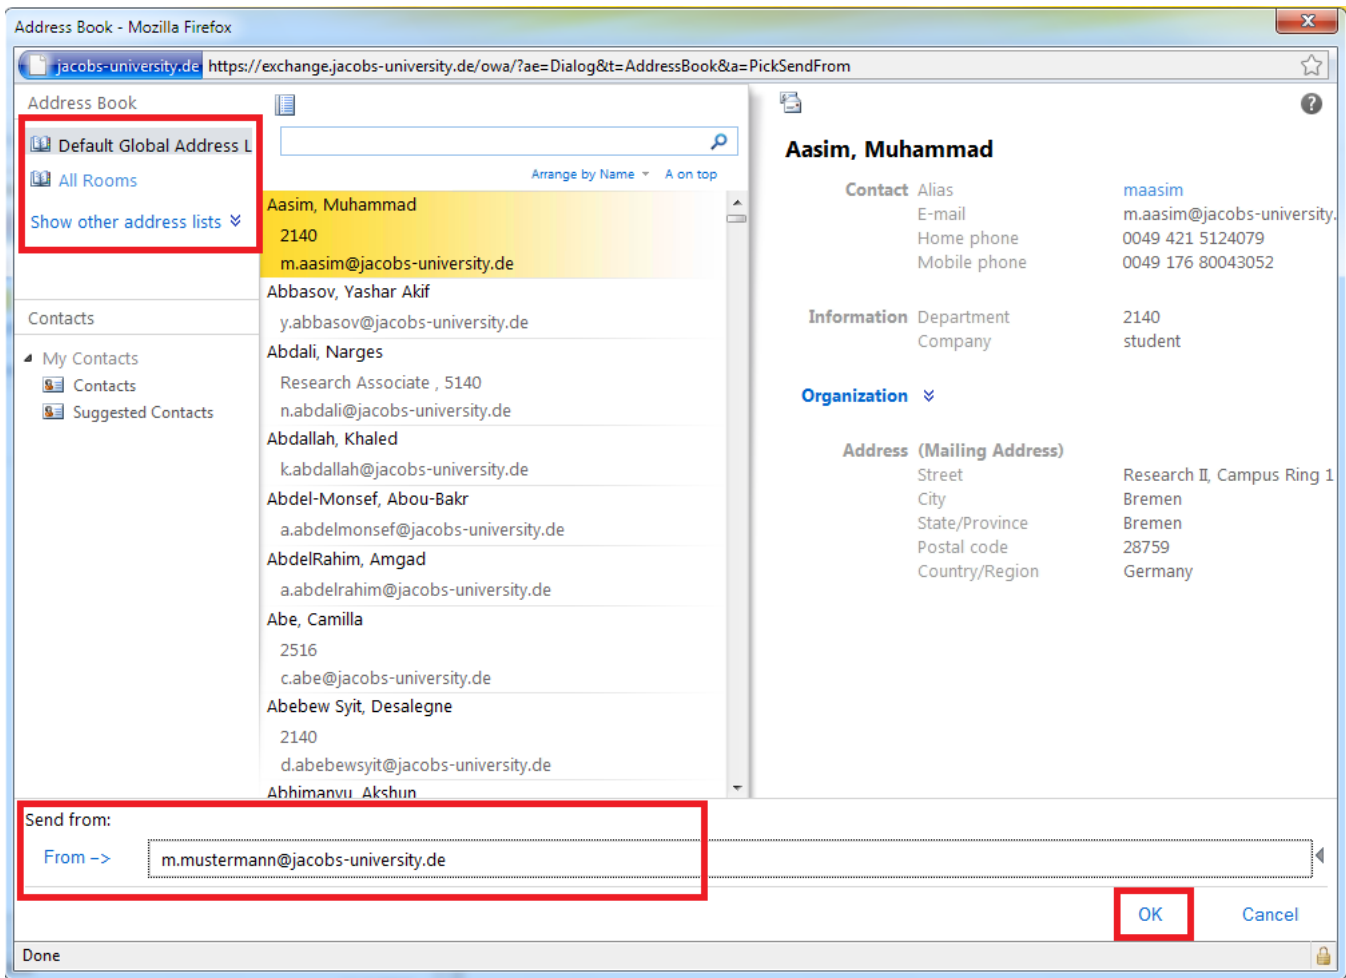 Address Book - Mozilla Firefox
x
jacobs-university.de https://exchange.jacobs-university.de/owa/?ae=Dialog&t=AddressBook&a=PickSendFrom
Address Book
Default Global Address L
All Rooms
Show other address lists
Contacts
My Contacts
Contacts
Suggested Contacts
Arrange by Name A on top
Aasim, Muhammad
2140
m.aasim@jacobs-university.de
Abbasov, Yashar Akif
y.abbasov@jacobs-university.de
Abdali, Narges
Research Associate , 5140
n.abdali@jacobs-university.de
Abdallah, Khaled
k.abdallah@jacobs-university.de
Abdel-Monsef, Abou-Bakr
a.abdelmonsef@jacobs-university.de
AbdelRahim, Amgad
a.abdelrahim@jacobs-university.de
Abe, Camilla
2516
c.abe@jacobs-university.de
Abebew Syit, Desalegne
2140
d.abebewsyit@jacobs-university.de
Abhimanyu, Akshun
?
Aasim, Muhammad
Contact Alias maasim
E-mail m.aasim@jacobs-university.
Home phone 0049 421 5124079
Mobile phone 0049 176 80043052
Information Department 2140
Company student
Organization
Address (Mailing Address)
Street Research II, Campus Ring 1
City Bremen
State/Province Bremen
Postal code 28759
Country/Region Germany
Send from:
From -> m.mustermann@jacobs-university.de
OK Cancel
Done